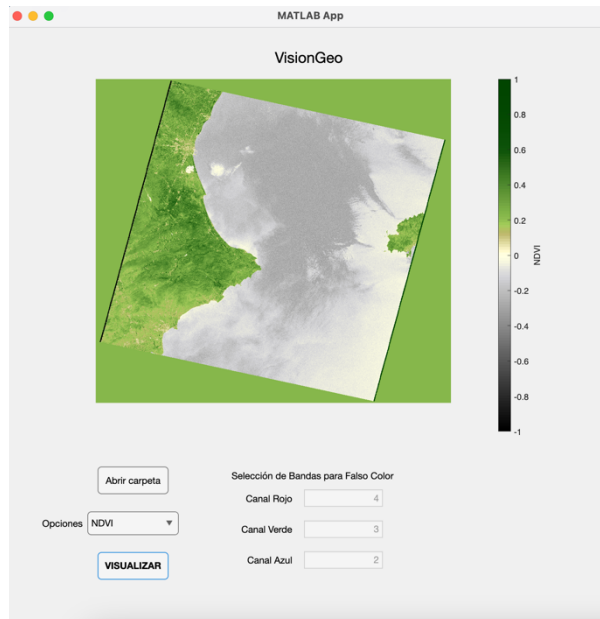 MATLAB App
VisionGeo
1
0.8
0.6
0.4
0.2
0
-0.2
-0.4
-0.6
-0.8
-1
NDVI
Abrir carpeta
Opciones NDVI
VISUALIZAR
Selección de Bandas para Falso Color
Canal Rojo 4
Canal Verde 3
Canal Azul 2